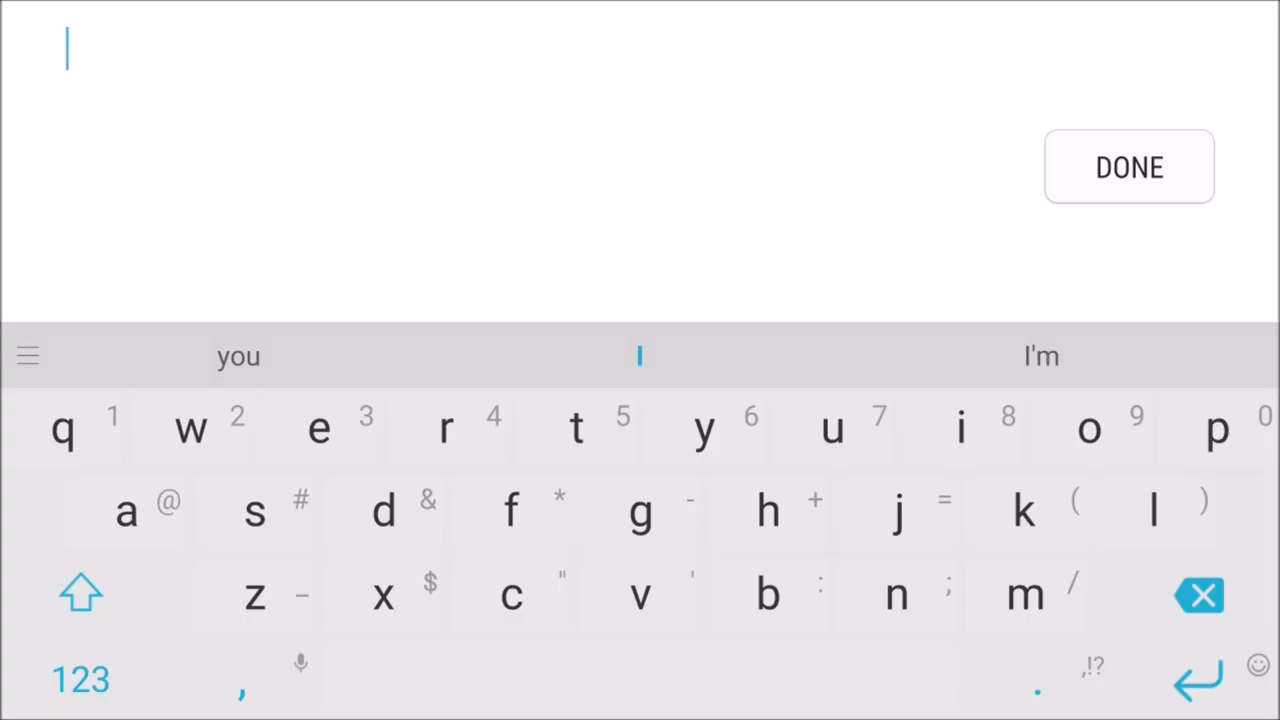 DONE
you I I'm
q 1 w 2 e 3 r 4 t 5 y 6 u 7 i 8 o 9 p 0
a @ s # d & f * g - h + j = k ( l )
z _ x $ c " v ' b : n ; m /
123 , . ,!?